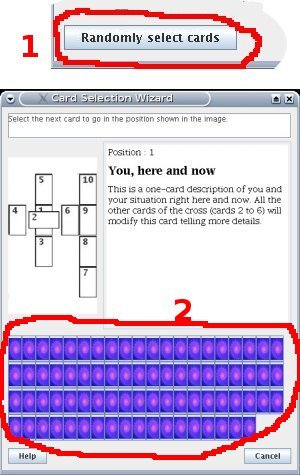 1
Randomly select cards
Card Selection Wizard
Select the next card to go in the position shown in the image.
Position : 1
You, here and now
This is a one-card description of you and
your situation right here and now. All the
other cards of the cross (cards 2 to 6) will
modify this card telling more details.
5 10
4 1 6 9
2
3 8
7
2
Help Cancel